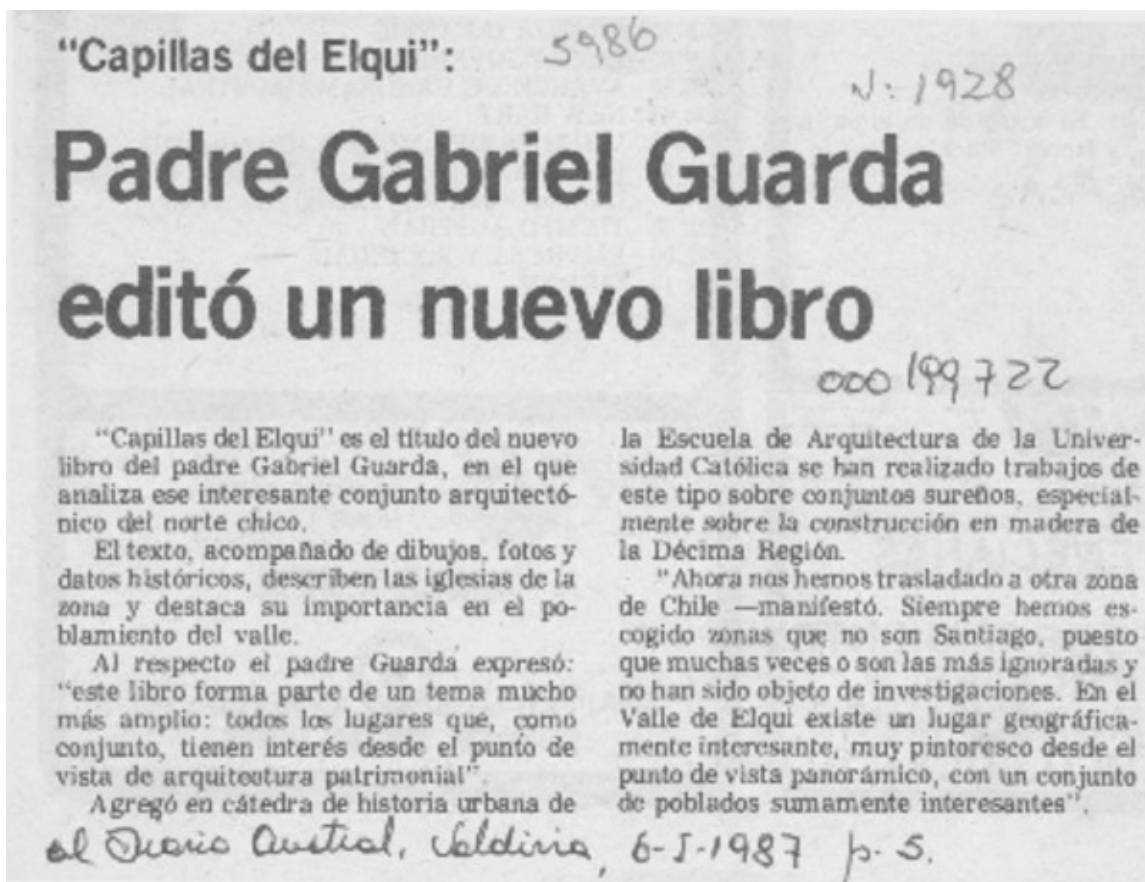 "Capillas del Elqui":
5986
N: 1928
Padre Gabriel Guarda
editó un nuevo libro
000199722
"Capillas del Elqui" es el título del nuevo
libro del padre Gabriel Guarda, en el que
analiza ese interesante conjunto arquitectó-
nico del norte chico.
El texto, acompañado de dibujos, fotos y
datos históricos, describen las iglesias de la
zona y destaca su importancia en el po-
blamiento del valle.
Al respecto el padre Guarda expresó:
"este libro forma parte de un tema mucho
más amplio: todos los lugares que, como
conjunto, tienen interés desde el punto de
vista de arquitectura patrimonial".
Agregó en cátedra de historia urbana de
la Escuela de Arquitectura de la Univer-
sidad Católica se han realizado trabajos de
este tipo sobre conjuntos sureños, especial-
mente sobre la construcción en madera de
la Décima Región.
"Ahora nos hemos trasladado a otra zona
de Chile —manifestó. Siempre hemos es-
cogido zonas que no son Santiago, puesto
que muchas veces o son las más ignoradas y
no han sido objeto de investigaciones. En el
Valle de Elqui existe un lugar geográfica-
mente interesante, muy pintoresco desde el
punto de vista panorámico, con un conjunto
de poblados sumamente interesantes".
el Diario Austral, Valdivia, 6-I-1987 p. 5.